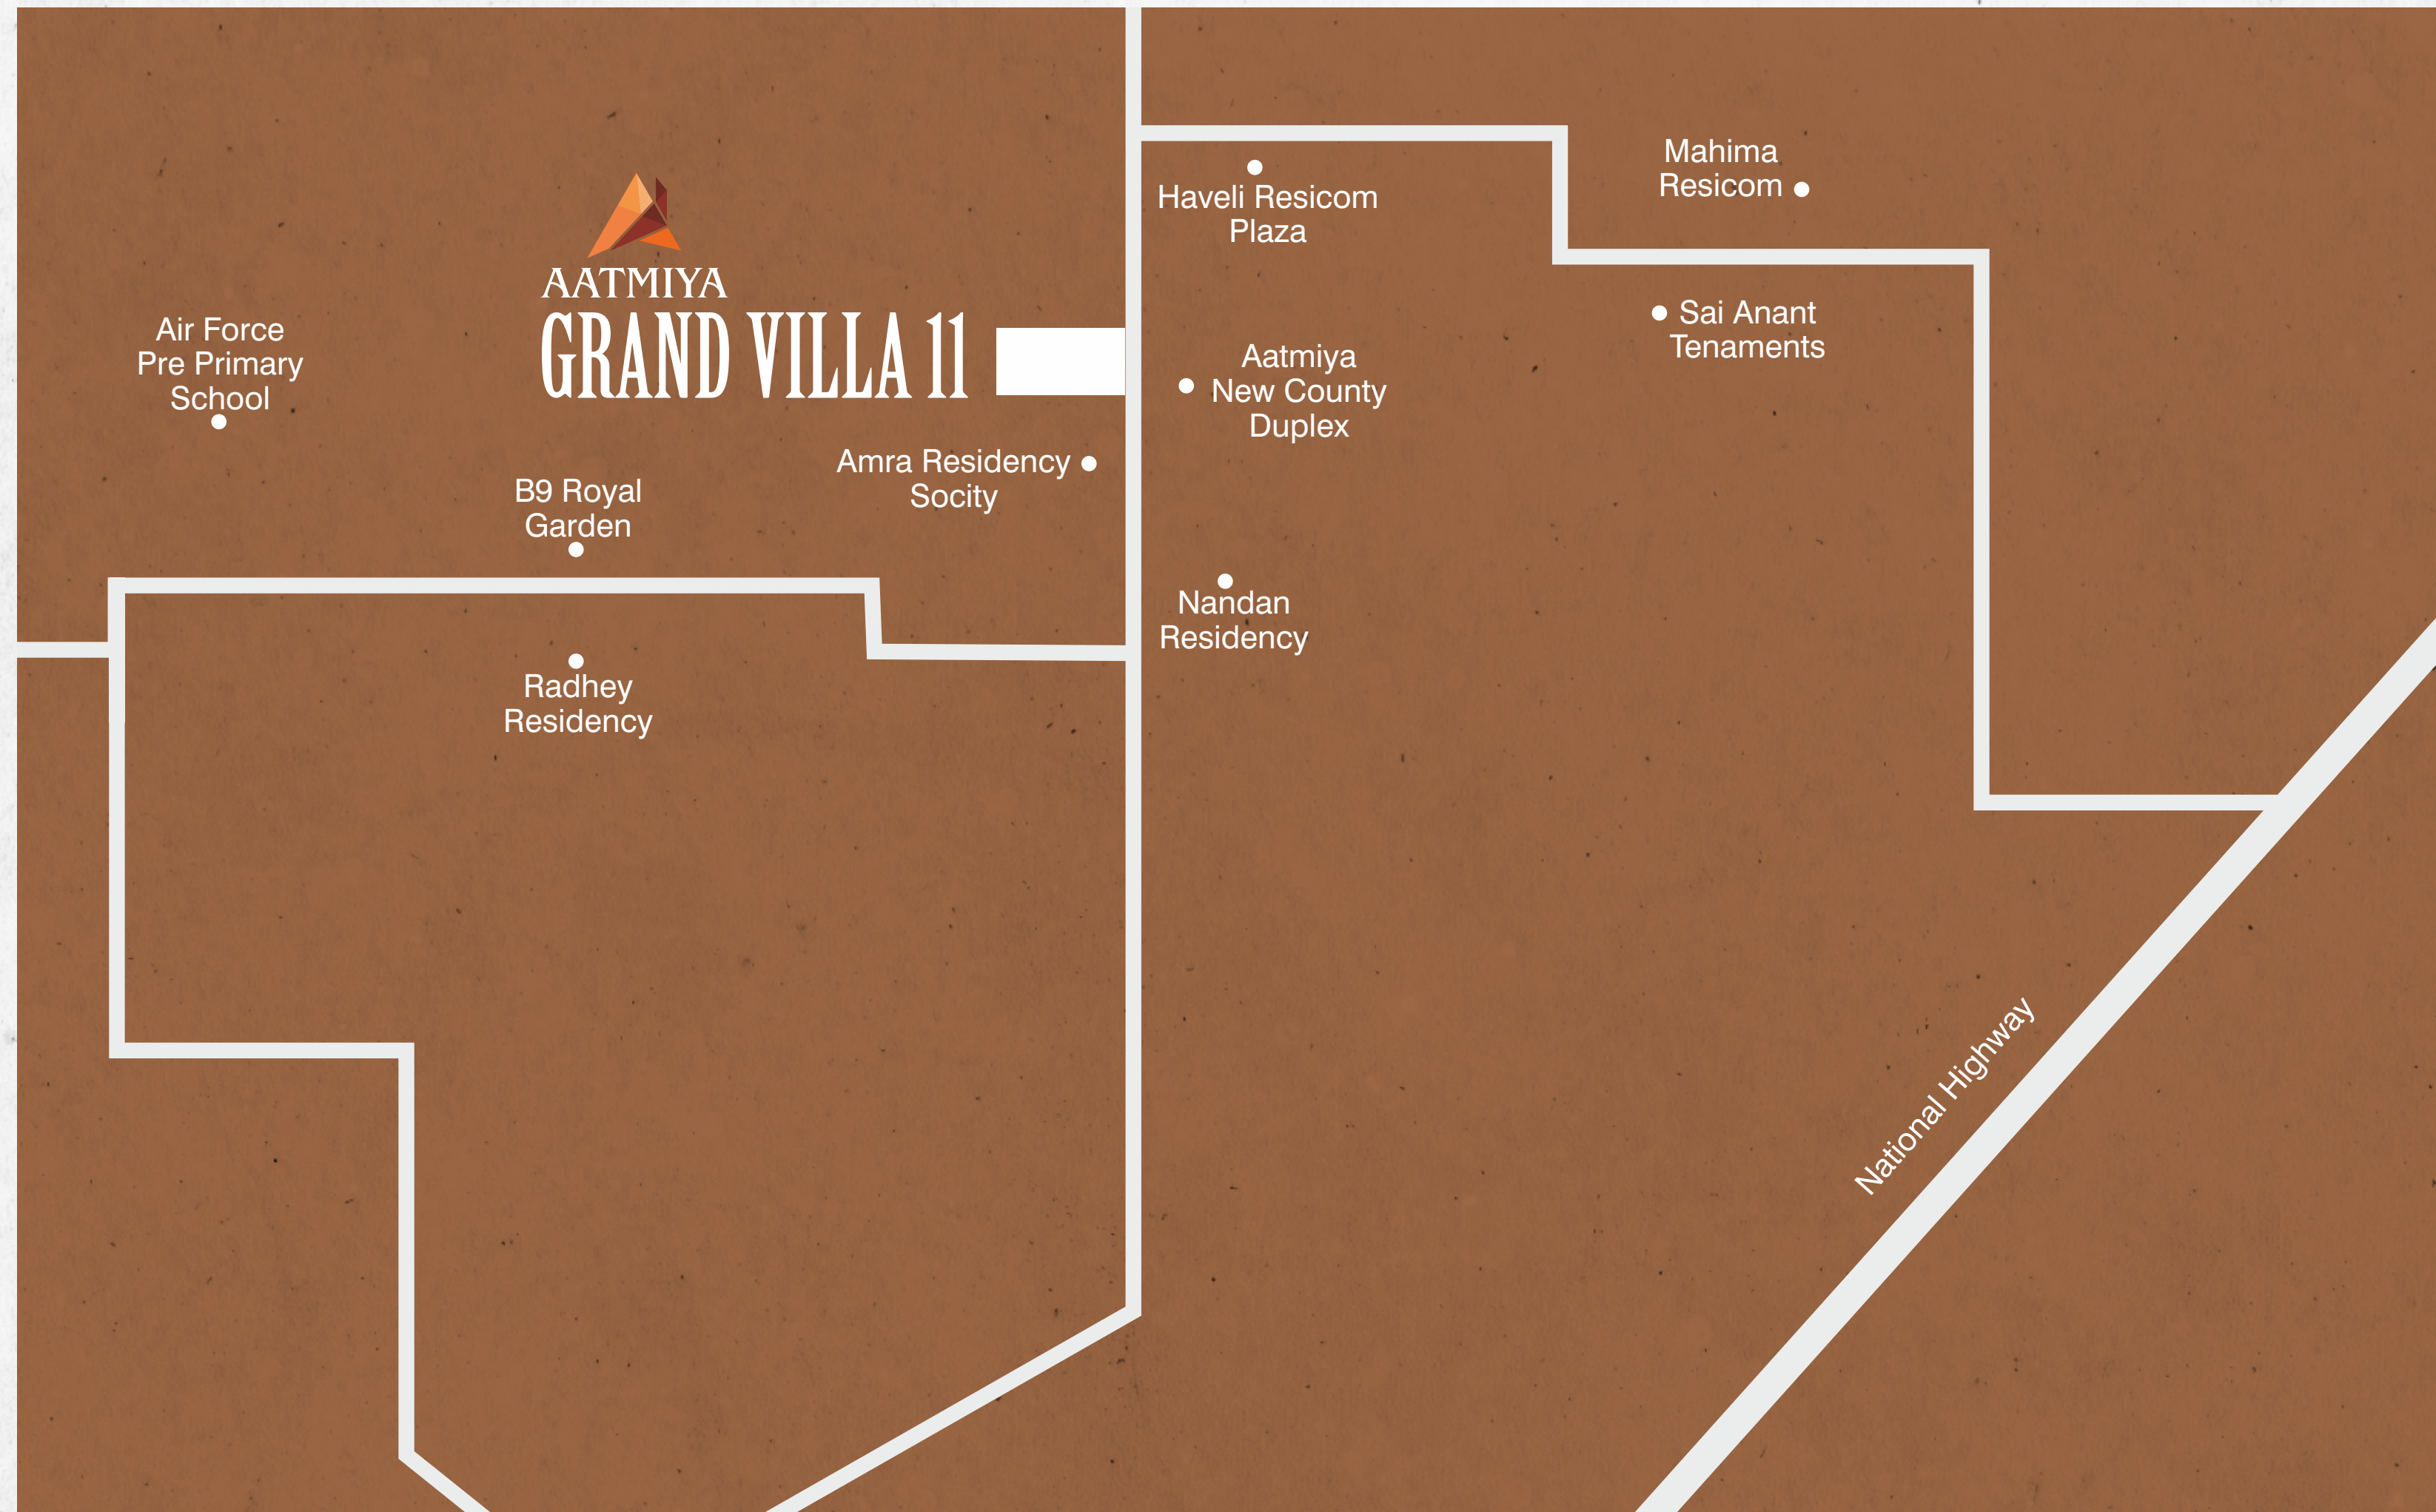 Mahima
Resicom
Haveli Resicom
Plaza
AATMIYA
GRAND VILLA 11
Air Force
Pre Primary
School
Sai Anant
Tenaments
Aatmiya
New County
Duplex
Amra Residency
Socity
B9 Royal
Garden
Nandan
Residency
Radhey
Residency
National Highway